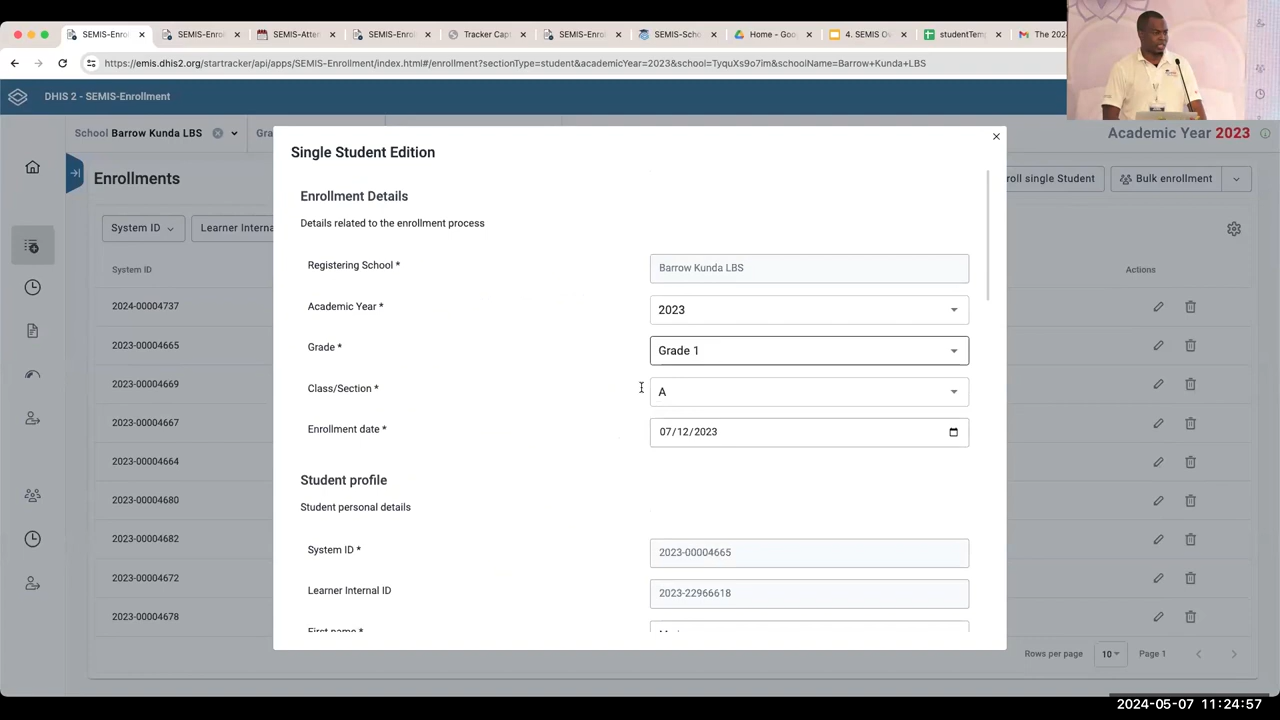 SEMIS-Enro
SEMIS-Enrol
SEMIS-Atten
SEMIS-Enro
Tracker Capt
SEMIS-Enro
SEMIS-Scho
Home - Goo
4. SEMIS O
studentTemp
The 202
https://emis.dhis2.org/startracker/api/apps/SEMIS-Enrollment/index.html#/enrollment?sectionType=student&academicYear=2023&school=TyquXs9o7im&schoolName=Barrow+Kunda+LBS
DHIS 2 - SEMIS-Enrollment
School Barrow Kunda LBS
Gra
Academic Year 2023
Enrollments
roll single Student
Bulk enrollment
System ID
Learner Interna
System ID
Actions
2024-00004737
2023-00004665
2023-00004669
2023-00004667
2023-00004664
2023-00004680
2023-00004682
2023-00004672
2023-00004678
Rows per page
10
Page 1
Single Student Edition
Enrollment Details
Details related to the enrollment process
Registering School *
Barrow Kunda LBS
Academic Year *
2023
Grade *
Grade 1
Class/Section *
A
Enrollment date *
07/12/2023
Student profile
Student personal details
System ID *
2023-00004665
Learner Internal ID
2023-22966618
First name *
2024-05-07 11:24:57